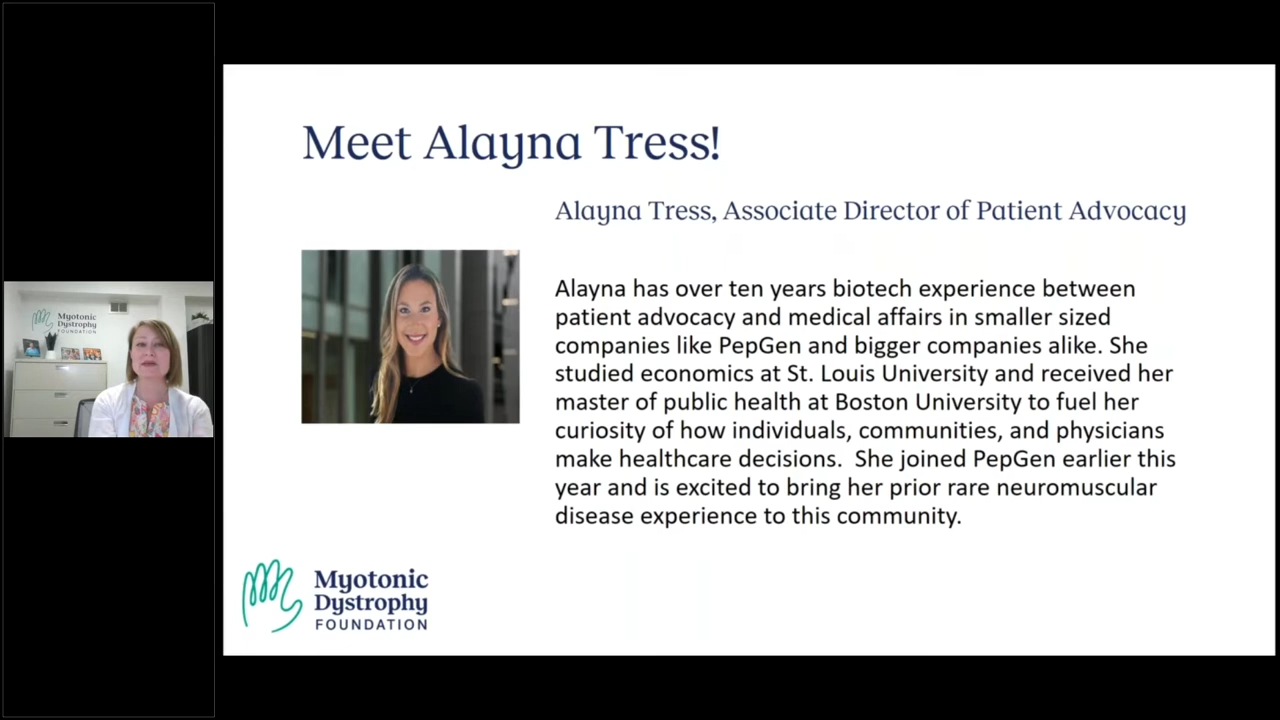 Myotonic
Dystrophy
FOUNDATION
Meet Alayna Tress!
Alayna Tress, Associate Director of Patient Advocacy
Alayna has over ten years biotech experience between
patient advocacy and medical affairs in smaller sized
companies like PepGen and bigger companies alike. She
studied economics at St. Louis University and received her
master of public health at Boston University to fuel her
curiosity of how individuals, communities, and physicians
make healthcare decisions.  She joined PepGen earlier this
year and is excited to bring her prior rare neuromuscular
disease experience to this community.
Myotonic
Dystrophy
FOUNDATION